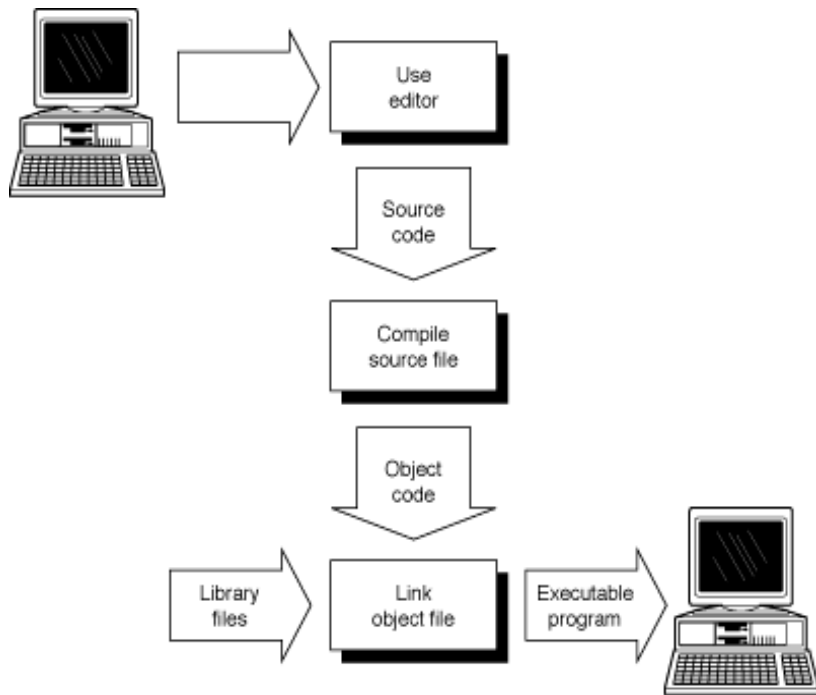 Use
editor
Source
code
Compile
source file
Object
code
Library
files
Link
object file
Executable
program